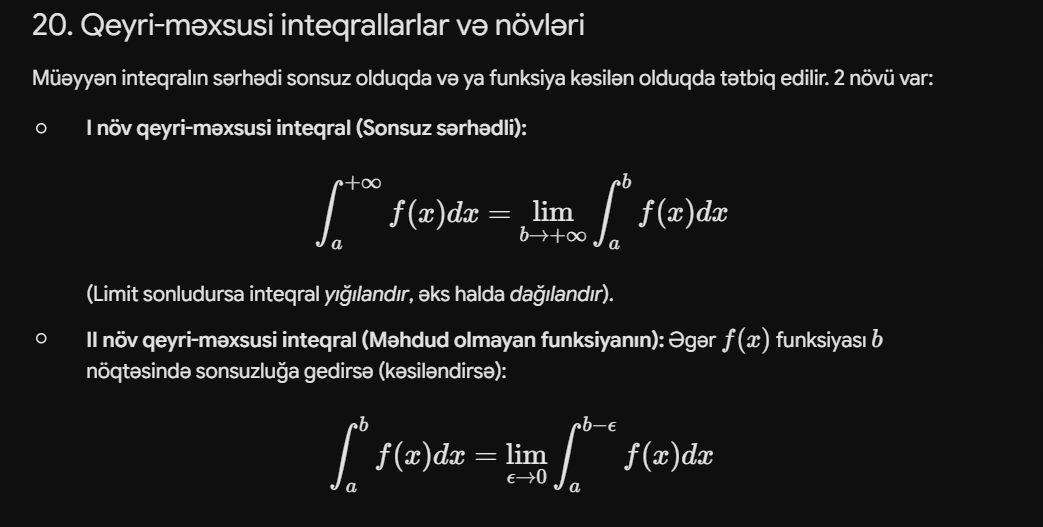 20. Qeyri-məxsusi inteqrallarlar və növləri
Müəyyən inteqralın sərhədi sonsuz olduqda və ya funksiya kəsilən olduqda tətbiq edilir. 2 növü var:
○ I növ qeyri-məxsusi inteqral (Sonsuz sərhədli):
∫_a^{+∞} f(x)dx = lim_{b→+∞} ∫_a^b f(x)dx
(Limit sonludursa inteqral yığılandır, əks halda dağılandır).
○ II növ qeyri-məxsusi inteqral (Məhdud olmayan funksiyanın): Əgər f(x) funksiyası b
nöqtəsində sonsuzluğa gedirsə (kəsiləndirsə):
∫_a^b f(x)dx = lim_{ϵ→0} ∫_a^{b−ϵ} f(x)dx